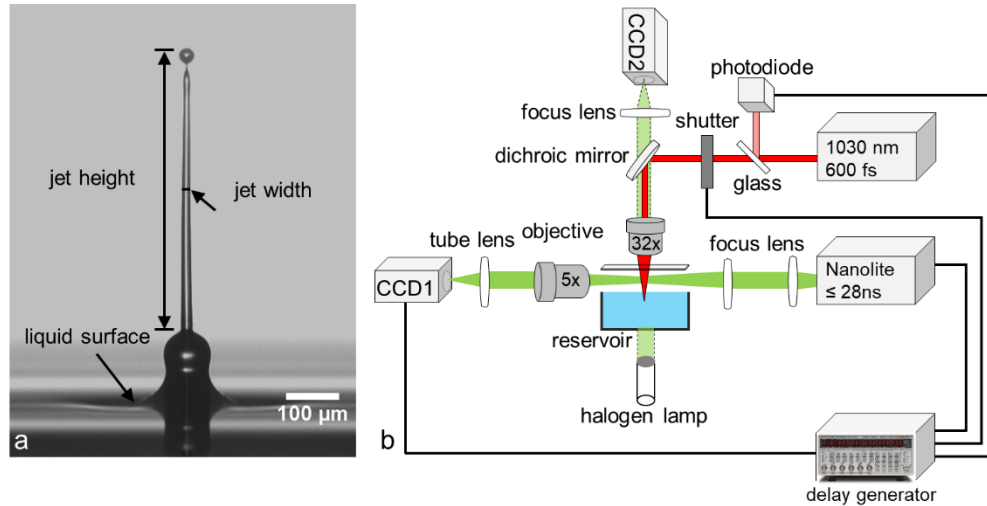 jet height
jet width
liquid surface
100 µm
a
CCD2
focus lens
photodiode
shutter
dichroic mirror
1030 nm
600 fs
glass
objective
32x
tube lens
focus lens
CCD1
5x
Nanolite
≤ 28ns
reservoir
halogen lamp
b
delay generator